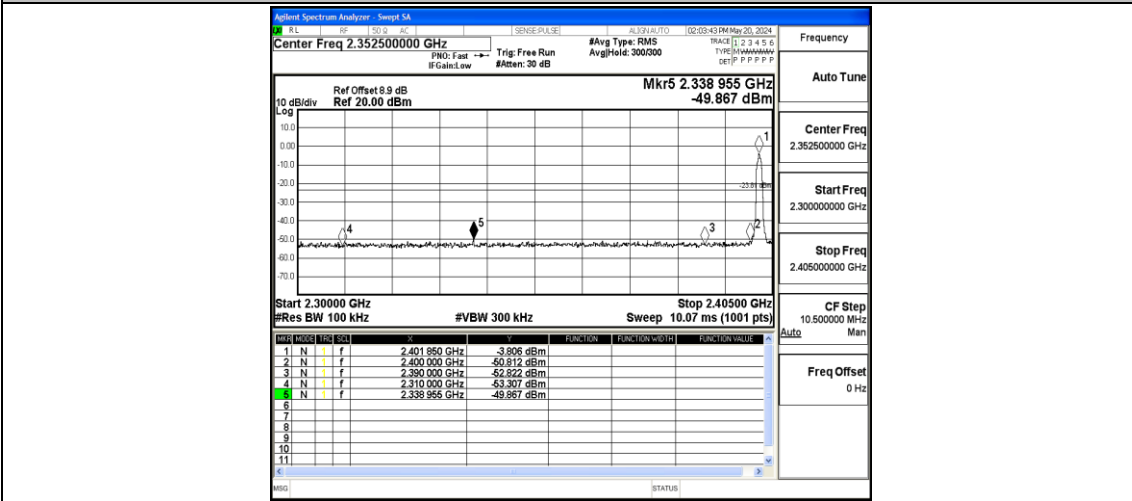 Agilent Spectrum Analyzer - Swept SA
RL RF 50 Ω AC SENSE:PULSE ALIGN AUTO 02:03:43 PM May 20, 2024
Center Freq 2.352500000 GHz
#Avg Type: RMS
TRACE 1 2 3 4 5 6
PNO: Fast Trig: Free Run Avg|Hold: 300/300
TYPE M WWWWW
IFGain:Low #Atten: 30 dB
DET P P P P P P
Mkr5 2.338 955 GHz
-49.867 dBm
Ref Offset 8.9 dB
10 dB/div Ref 20.00 dBm
Log
10.0
0.00
-10.0
-20.0
-30.0
-40.0
-50.0
-60.0
-70.0
1
-23.81 dBm
4
5
3
2
Start 2.30000 GHz Stop 2.40500 GHz
#Res BW 100 kHz #VBW 300 kHz Sweep 10.07 ms (1001 pts)
MKR MODE TRC SCL X Y FUNCTION FUNCTION WIDTH FUNCTION VALUE
1 N 1 f 2.401 850 GHz -3.806 dBm
2 N 1 f 2.400 000 GHz -50.812 dBm
3 N 1 f 2.390 000 GHz -52.822 dBm
4 N 1 f 2.310 000 GHz -53.307 dBm
5 N 1 f 2.338 955 GHz -49.867 dBm
6
7
8
9
10
11
MSG STATUS
Frequency
Auto Tune
Center Freq
2.352500000 GHz
Start Freq
2.300000000 GHz
Stop Freq
2.405000000 GHz
CF Step
10.500000 MHz
Auto Man
Freq Offset
0 Hz